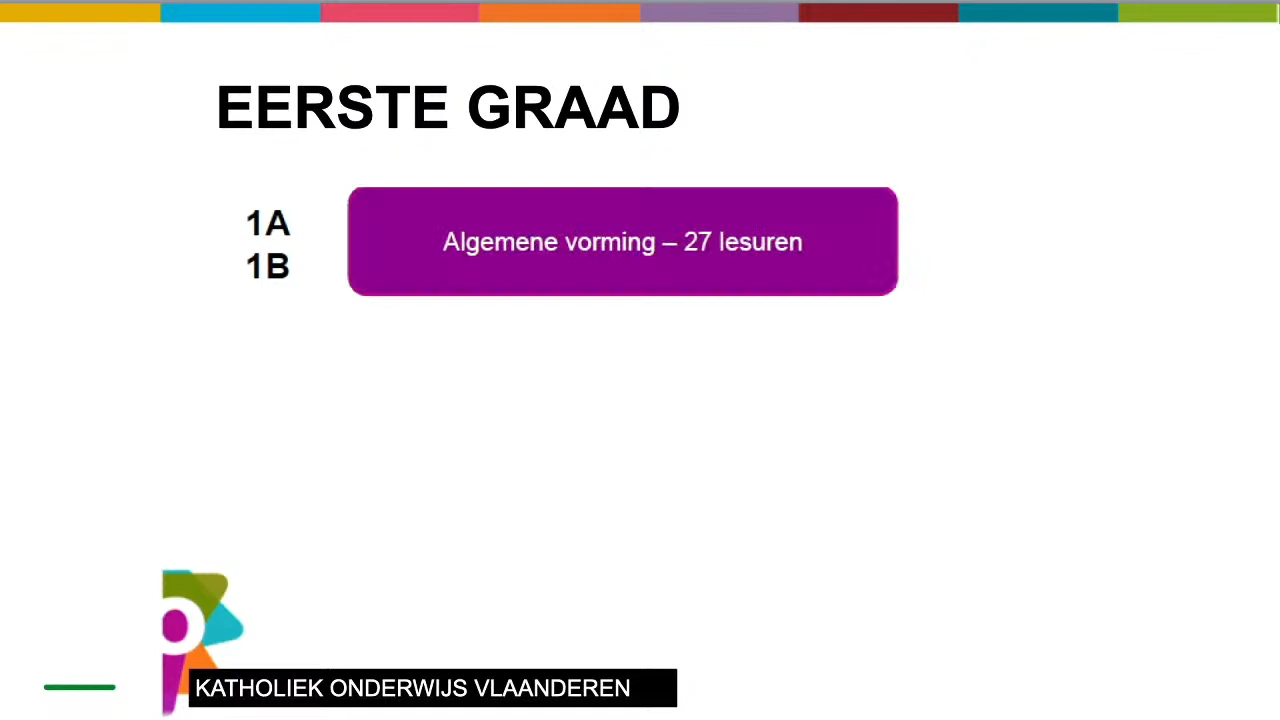 EERSTE GRAAD
1A
1B
Algemene vorming – 27 lesuren
KATHOLIEK ONDERWIJS VLAANDEREN